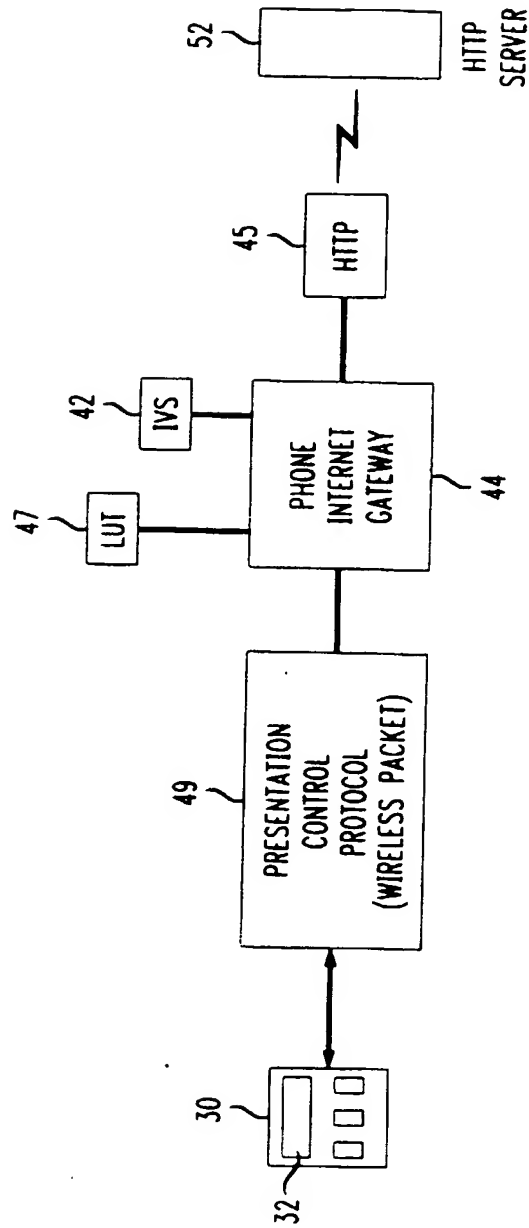 52
HTTP
SERVER
45
HTTP
42
IVS
47
LUT
PHONE
INTERNET
GATEWAY
44
49
PRESENTATION
CONTROL
PROTOCOL
(WIRELESS PACKET)
30
32